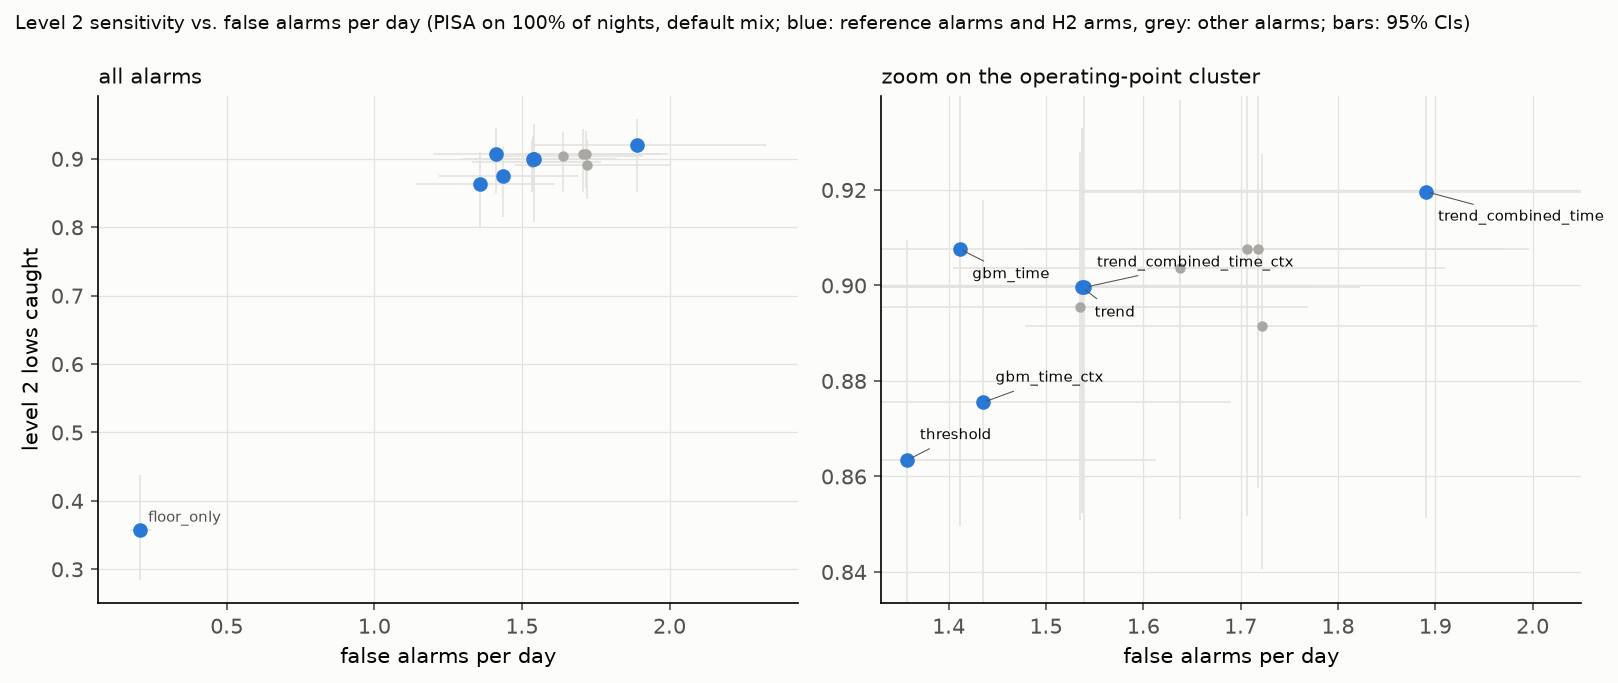 Level 2 sensitivity vs. false alarms per day (PISA on 100% of nights, default mix; blue: reference alarms and H2 arms, grey: other alarms; bars: 95% CIs)
all alarms
level 2 lows caught
0.9
0.8
0.7
0.6
0.5
0.4
0.3
floor_only
0.5
1.0
1.5
2.0
false alarms per day
zoom on the operating-point cluster
0.92
0.90
0.88
0.86
0.84
trend_combined_time
trend_combined_time_ctx
gbm_time
trend
gbm_time_ctx
threshold
1.4
1.5
1.6
1.7
1.8
1.9
2.0
false alarms per day